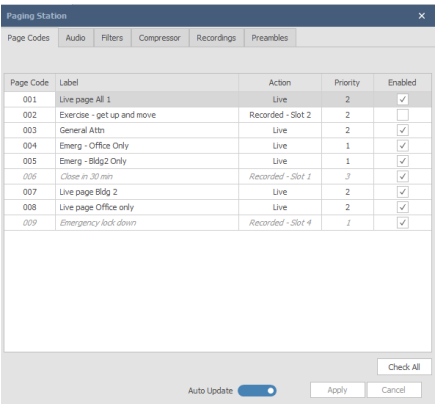 Paging Station
Page Codes Audio Filters Compressor Recordings Preambles
Page Code Label Action Priority Enabled
001 Live page All 1 Live 2
002 Exercise - get up and move Recorded - Slot 2 2
003 General Attn Live 2
004 Emerg - Office Only Live 1
005 Emerg - Bldg2 Only Live 1
006 Close in 30 min Recorded - Slot 1 3
007 Live page Bldg 2 Live 2
008 Live page Office only Live 2
009 Emergency lock down Recorded - Slot 4 1
Check All
Auto Update Apply Cancel